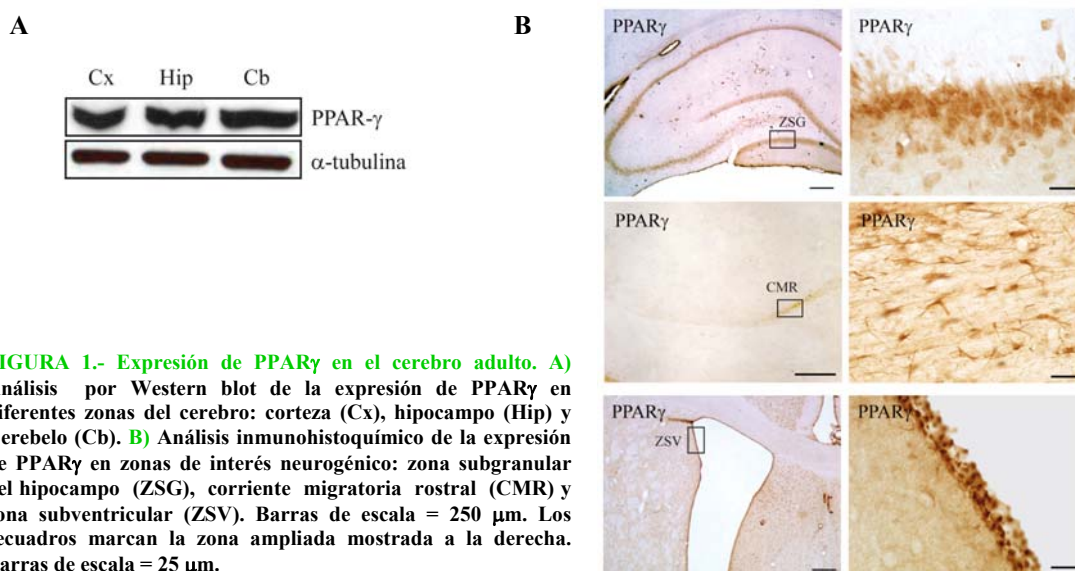 A
B
Cx Hip Cb
PPAR-γ
α-tubulina
PPARγ
ZSG
PPARγ
PPARγ
CMR
PPARγ
PPARγ
ZSV
PPARγ
IGURA 1.- Expresión de PPARγ en el cerebro adulto. A)
nálisis por Western blot de la expresión de PPARγ en
iferentes zonas del cerebro: corteza (Cx), hipocampo (Hip) y
erebelo (Cb). B) Análisis inmunohistoquímico de la expresión
e PPARγ en zonas de interés neurogénico: zona subgranular
el hipocampo (ZSG), corriente migratoria rostral (CMR) y
ona subventricular (ZSV). Barras de escala = 250 μm. Los
ecuadros marcan la zona ampliada mostrada a la derecha.
arras de escala = 25 μm.